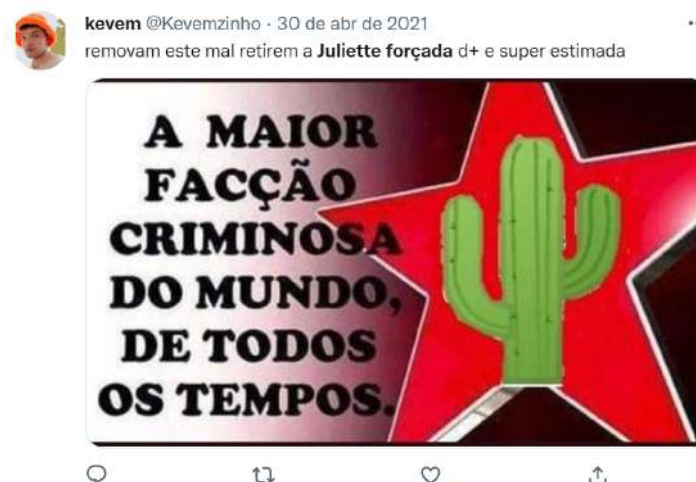 kevem @Kevemzinho · 30 de abr de 2021
removam este mal retirem a Juliette forçada d+ e super estimada
A MAIOR
FACÇÃO
CRIMINOSA
DO MUNDO,
DE TODOS
OS TEMPOS.